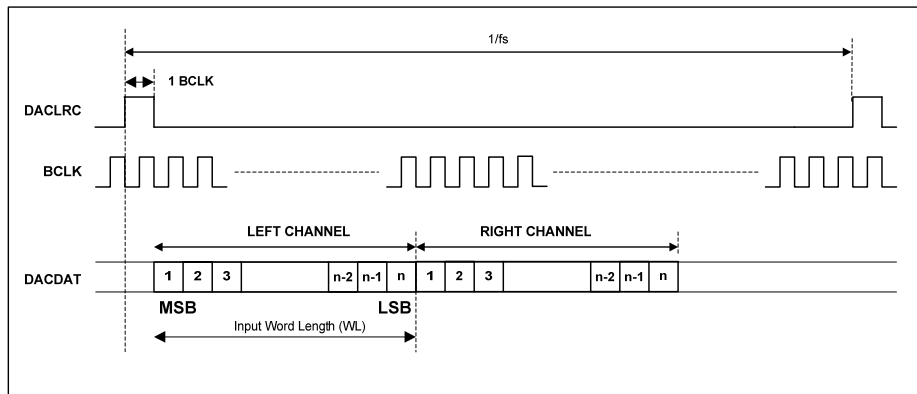 1/fs
1 BCLK
DACLRC
BCLK
LEFT CHANNEL RIGHT CHANNEL
DACDAT 1 2 3 n-2 n-1 n 1 2 3 n-2 n-1 n
MSB LSB
Input Word Length (WL)